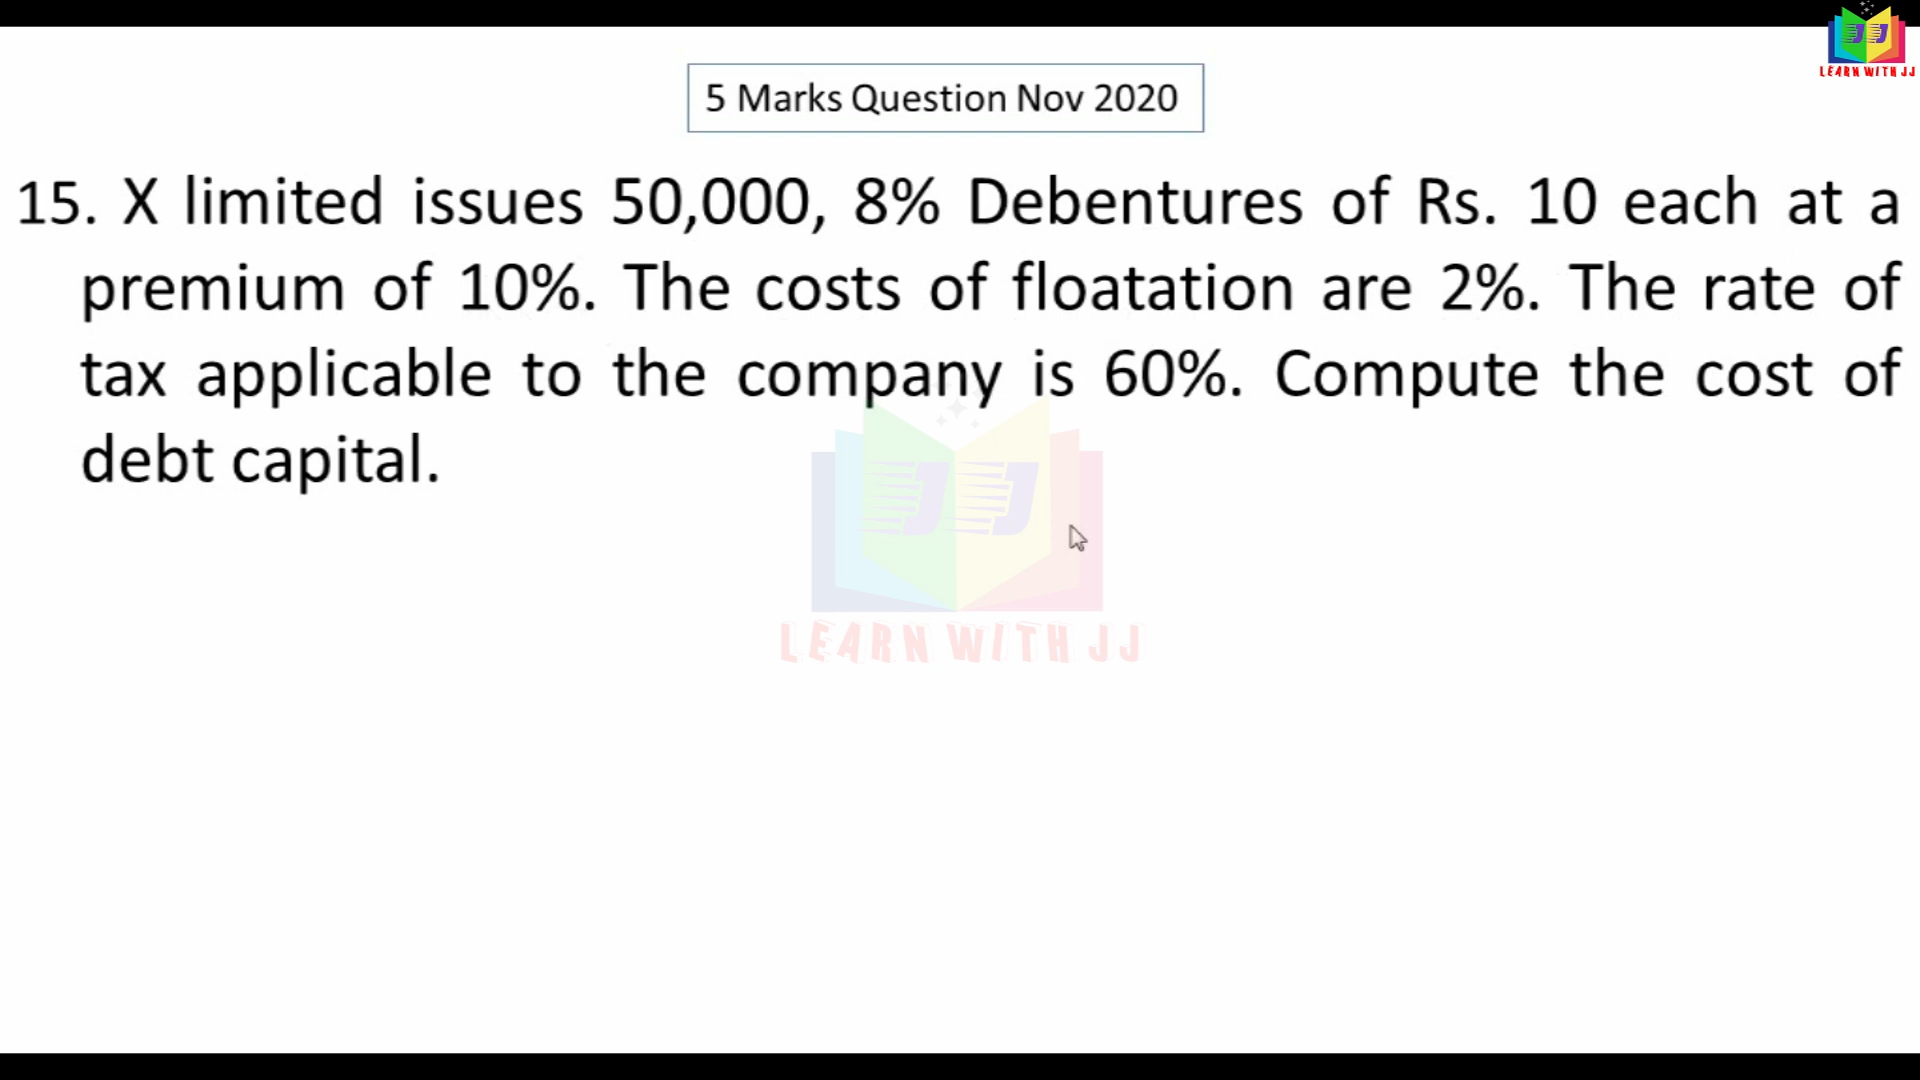 JJ
LEARN WITH JJ
5 Marks Question Nov 2020
15. X limited issues 50,000, 8% Debentures of Rs. 10 each at a
premium of 10%. The costs of floatation are 2%. The rate of
tax applicable to the company is 60%. Compute the cost of
debt capital.
JJ
LEARN WITH JJ